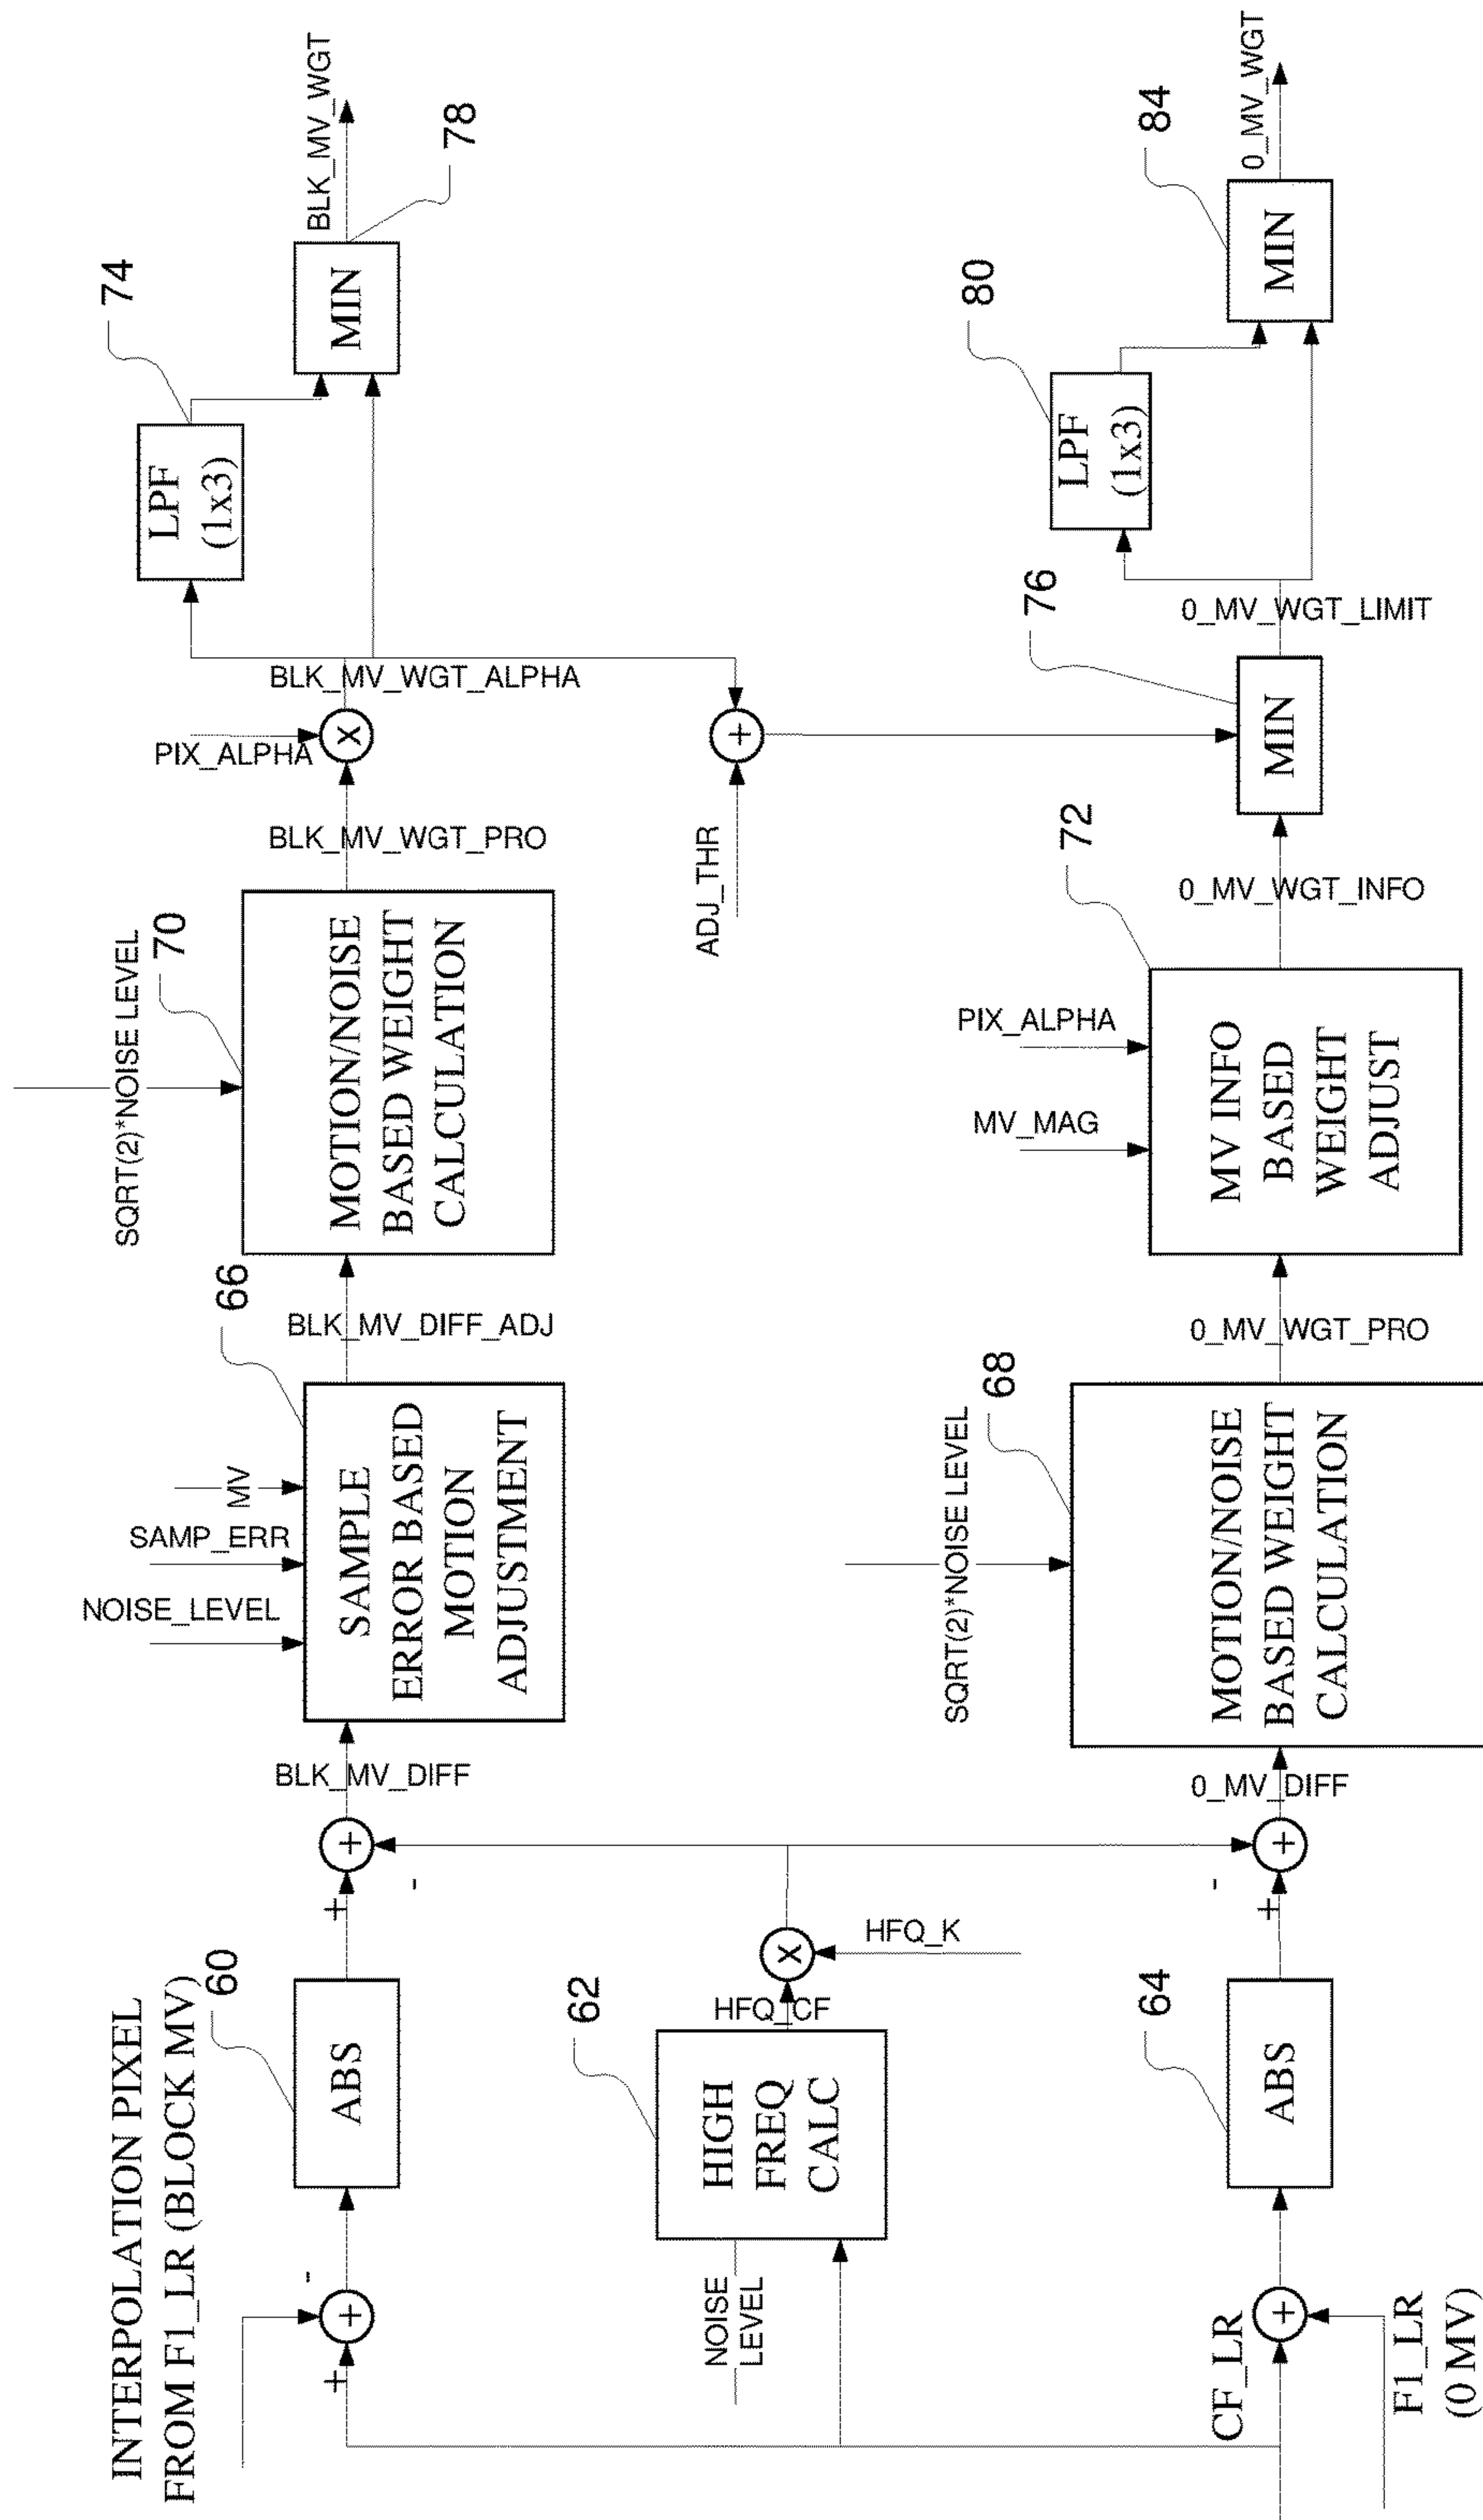 INTERPOLATION PIXEL
FROM F1_LR (BLOCK MV)
+
-
+
60
ABS
+
-
+
BLK_MV_DIFF
NOISE_LEVEL
SAMP_ERR
MV
66
SAMPLE
ERROR BASED
MOTION
ADJUSTMENT
BLK_MV_DIFF_ADJ
SQRT(2)*NOISE LEVEL
70
MOTION/NOISE
BASED WEIGHT
CALCULATION
BLK_MV_WGT_PRO
PIX_ALPHA
X
BLK_MV_WGT_ALPHA
74
LPF
(1x3)
MIN
78
BLK_MV_WGT
NOISE
LEVEL
62
HIGH
FREQ
CALC
HFQ_CF
X
HFQ_K
ADJ_THR
+
CF_LR
+
F1_LR
(0 MV)
64
ABS
+
-
+
0_MV_DIFF
SQRT(2)*NOISE LEVEL
68
MOTION/NOISE
BASED WEIGHT
CALCULATION
0_MV_WGT_PRO
MV_MAG
PIX_ALPHA
72
MV INFO
BASED
WEIGHT
ADJUST
0_MV_WGT_INFO
76
MIN
0_MV_WGT_LIMIT
80
LPF
(1x3)
84
MIN
0_MV_WGT